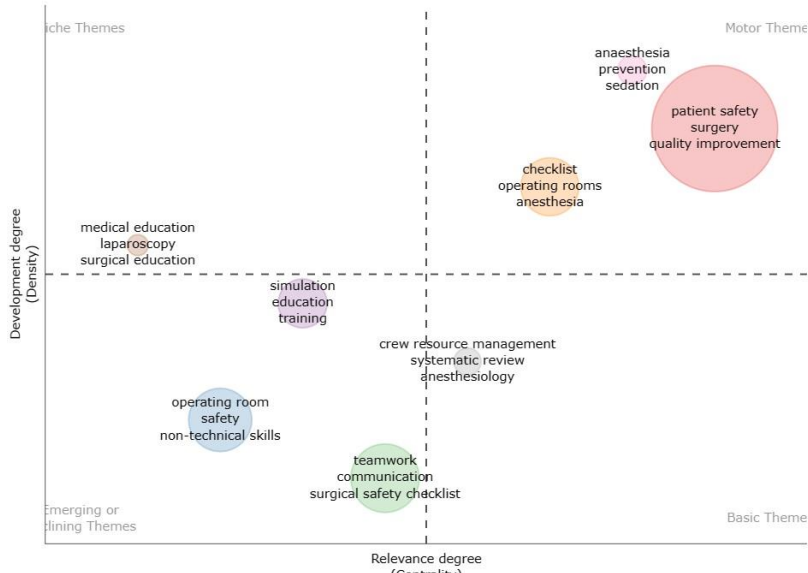 iche Themes
Motor Theme
anaesthesia
prevention
sedation
patient safety
surgery
quality improvement
checklist
operating rooms
anesthesia
medical education
laparoscopy
surgical education
Development degree
(Density)
simulation
education
training
crew resource management
systematic review
anesthesiology
operating room
safety
non-technical skills
teamwork
communication
surgical safety checklist
Emerging or
clining Themes
Basic Theme
Relevance degree
(Centrality)